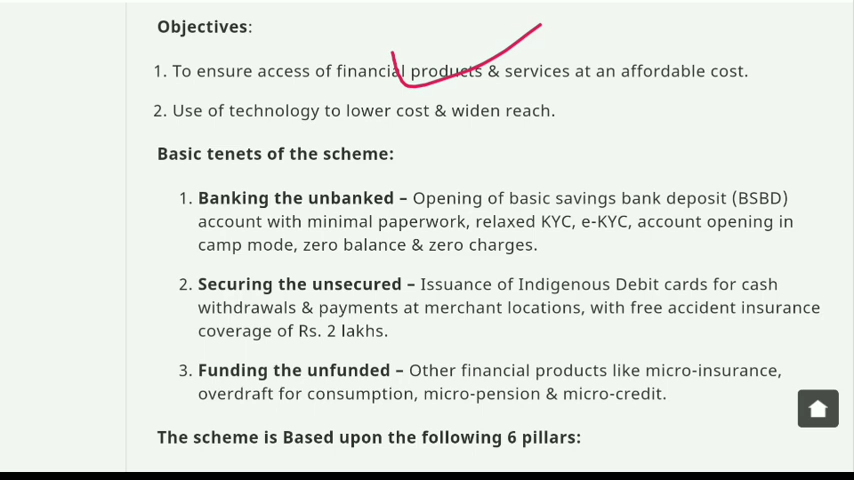 Objectives:
1. To ensure access of financial products & services at an affordable cost.
2. Use of technology to lower cost & widen reach.
Basic tenets of the scheme:
1. Banking the unbanked – Opening of basic savings bank deposit (BSBD)
account with minimal paperwork, relaxed KYC, e-KYC, account opening in
camp mode, zero balance & zero charges.
2. Securing the unsecured – Issuance of Indigenous Debit cards for cash
withdrawals & payments at merchant locations, with free accident insurance
coverage of Rs. 2 lakhs.
3. Funding the unfunded – Other financial products like micro-insurance,
overdraft for consumption, micro-pension & micro-credit.
The scheme is Based upon the following 6 pillars: